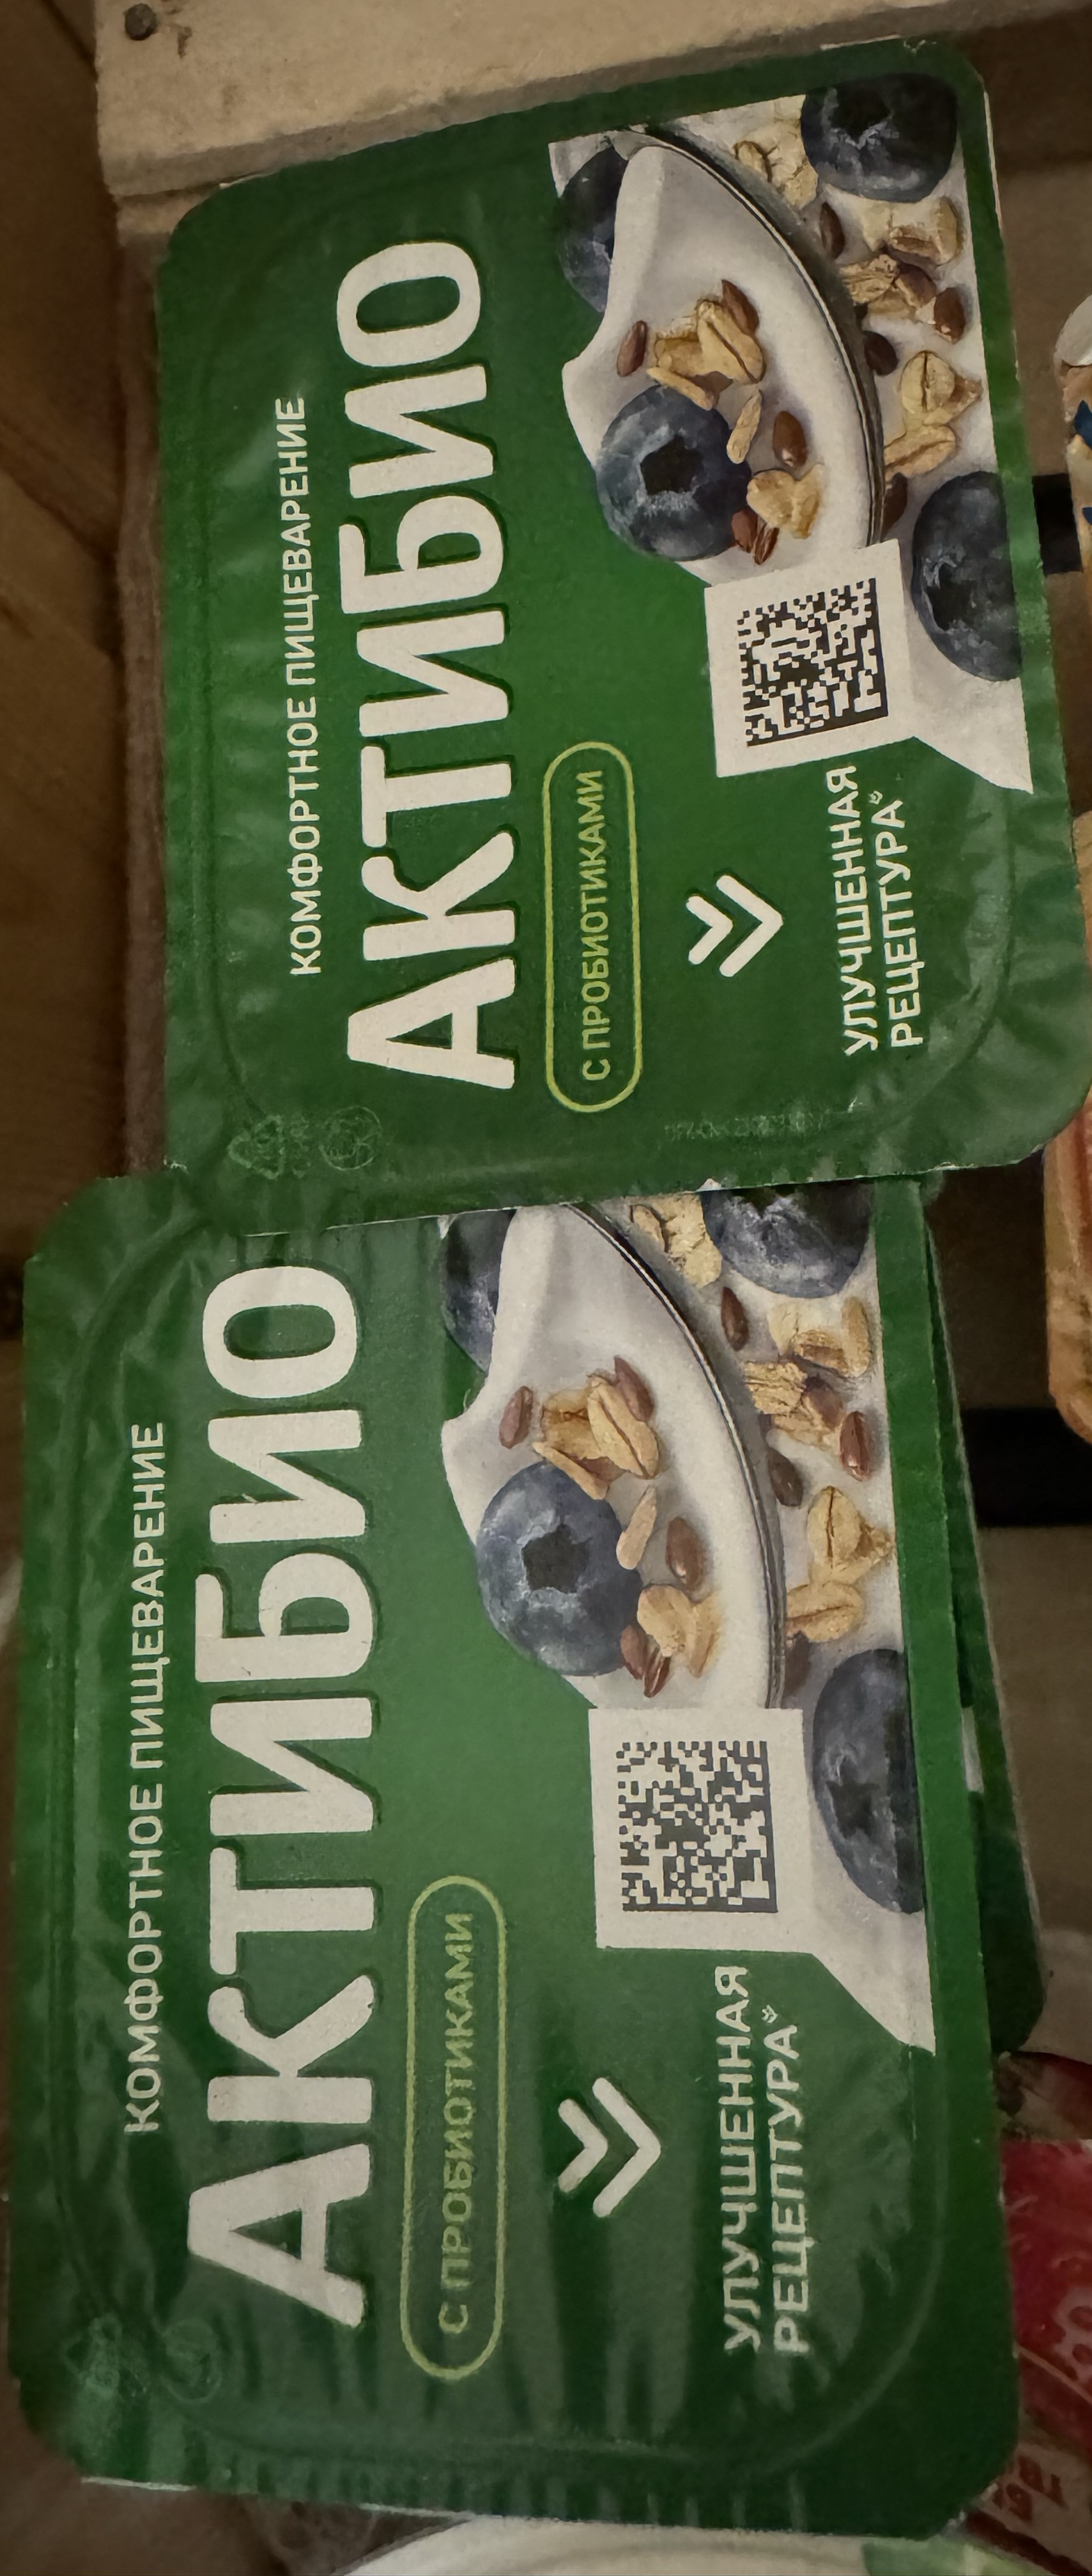 КОМФОРТНОЕ ПИЩЕВАРЕНИЕ
АКТИБИО
С ПРОБИОТИКАМИ
УЛУЧШЕННАЯ
РЕЦЕПТУРА
КОМФОРТНОЕ ПИЩЕВАРЕНИЕ
АКТИБИО
С ПРОБИОТИКАМИ
УЛУЧШЕННАЯ
РЕЦЕПТУРА